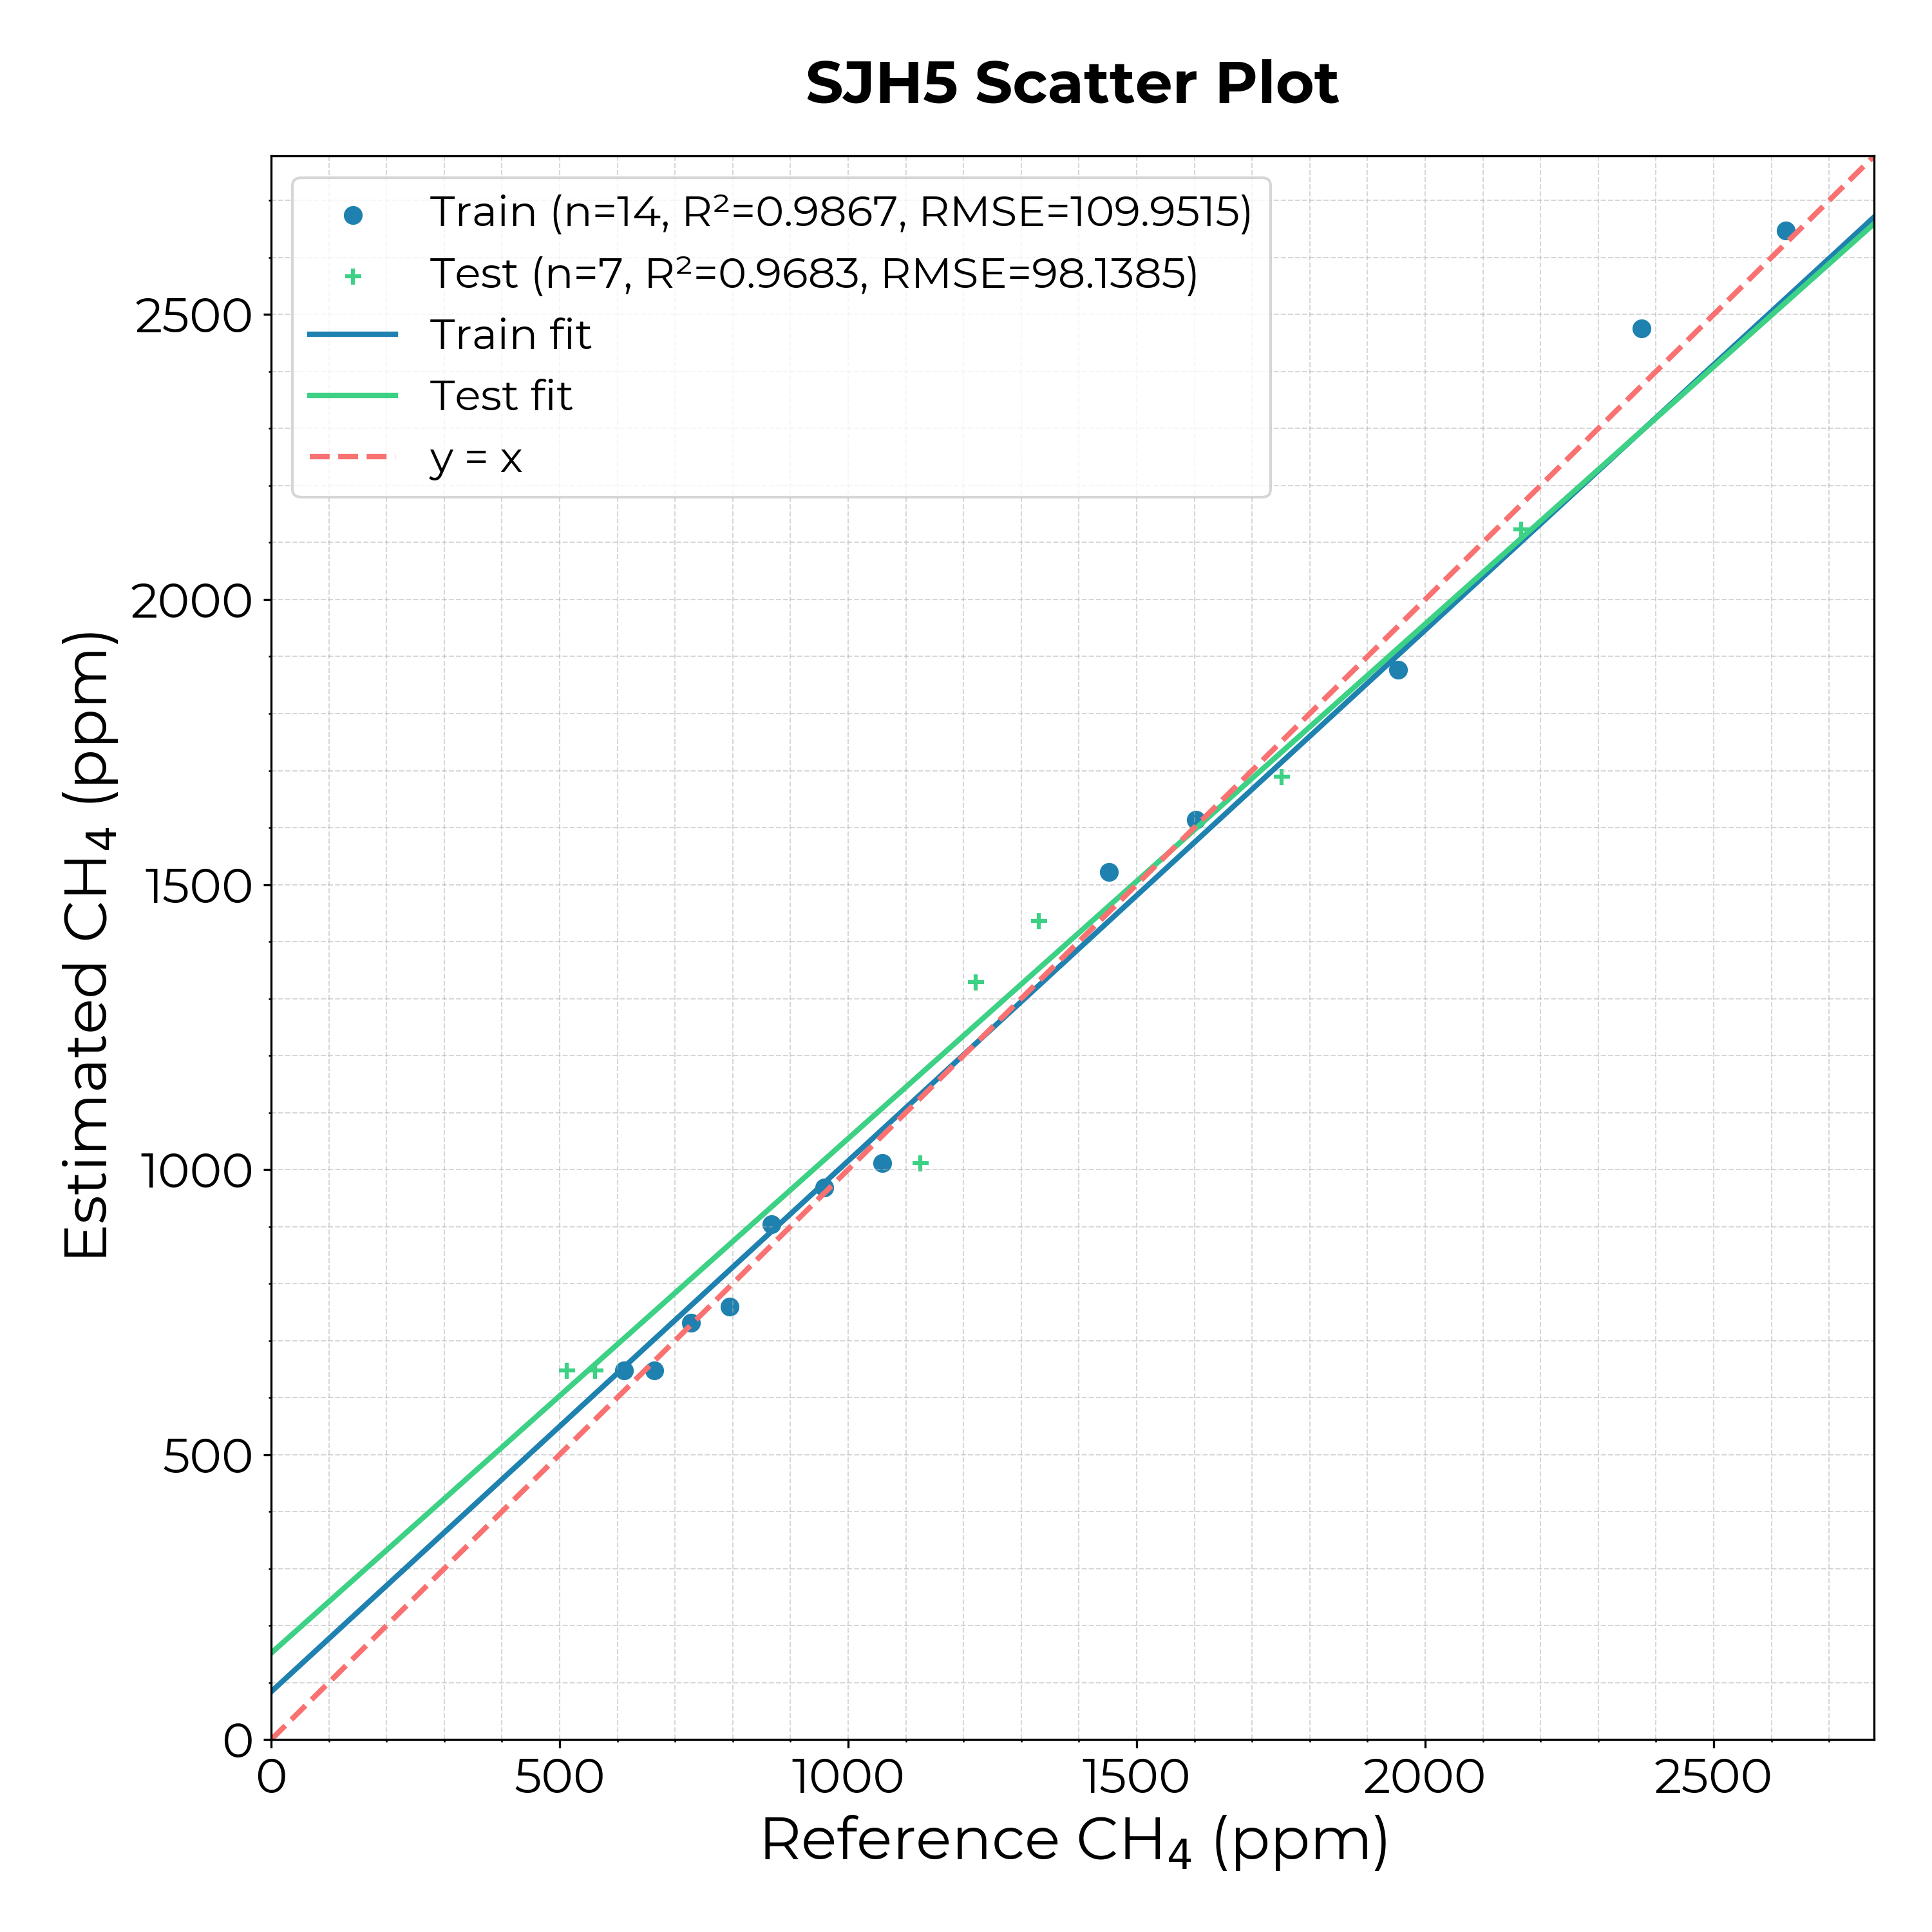 SJH5 Scatter Plot
Train (n=14, R²=0.9867, RMSE=109.9515)
Test (n=7, R²=0.9683, RMSE=98.1385)
Train fit
Test fit
y = x
2500
2000
1500
1000
500
0
Estimated CH₄ (ppm)
0 500 1000 1500 2000 2500
Reference CH₄ (ppm)